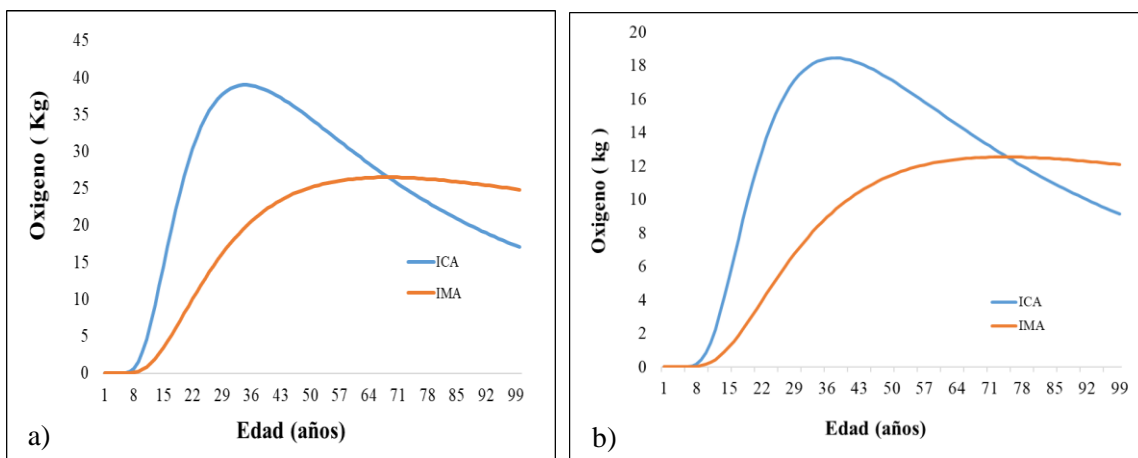 45
40
35
30
25
20
15
10
5
0
Oxigeno ( Kg)
ICA
IMA
1 8 15 22 29 36 43 50 57 64 71 78 85 92 99
Edad (años)
a)
20
18
16
14
12
10
8
6
4
2
0
Oxigeno ( kg )
ICA
IMA
1 8 15 22 29 36 43 50 57 64 71 78 85 92 99
Edad (años)
b)